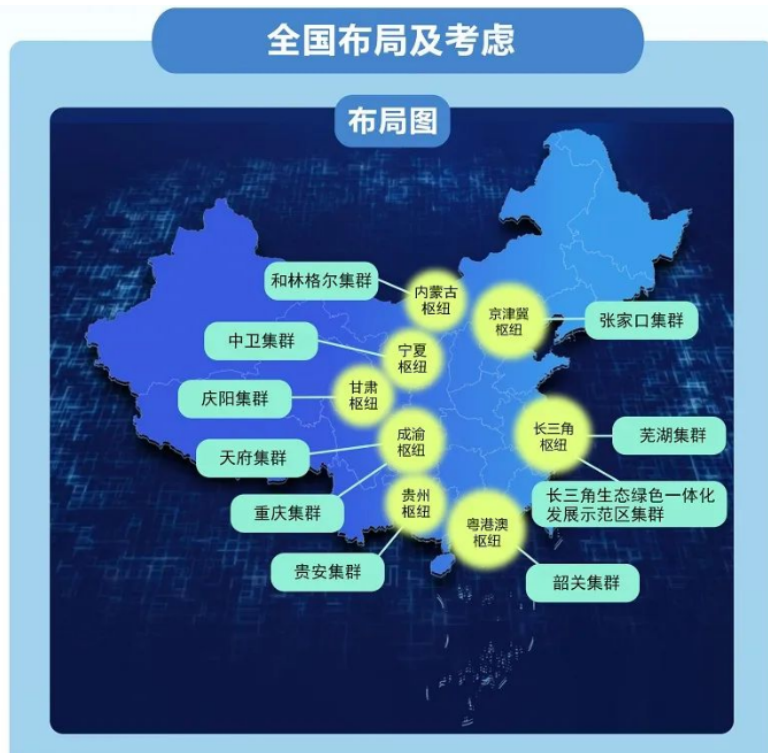 全国布局及考虑
布局图
和林格尔集群
内蒙古
枢纽
京津冀
枢纽
张家口集群
中卫集群
宁夏
枢纽
庆阳集群
甘肃
枢纽
天府集群
成渝
枢纽
长三角
枢纽
芜湖集群
重庆集群
贵州
枢纽
长三角生态绿色一体化
发展示范区集群
贵安集群
粤港澳
枢纽
韶关集群